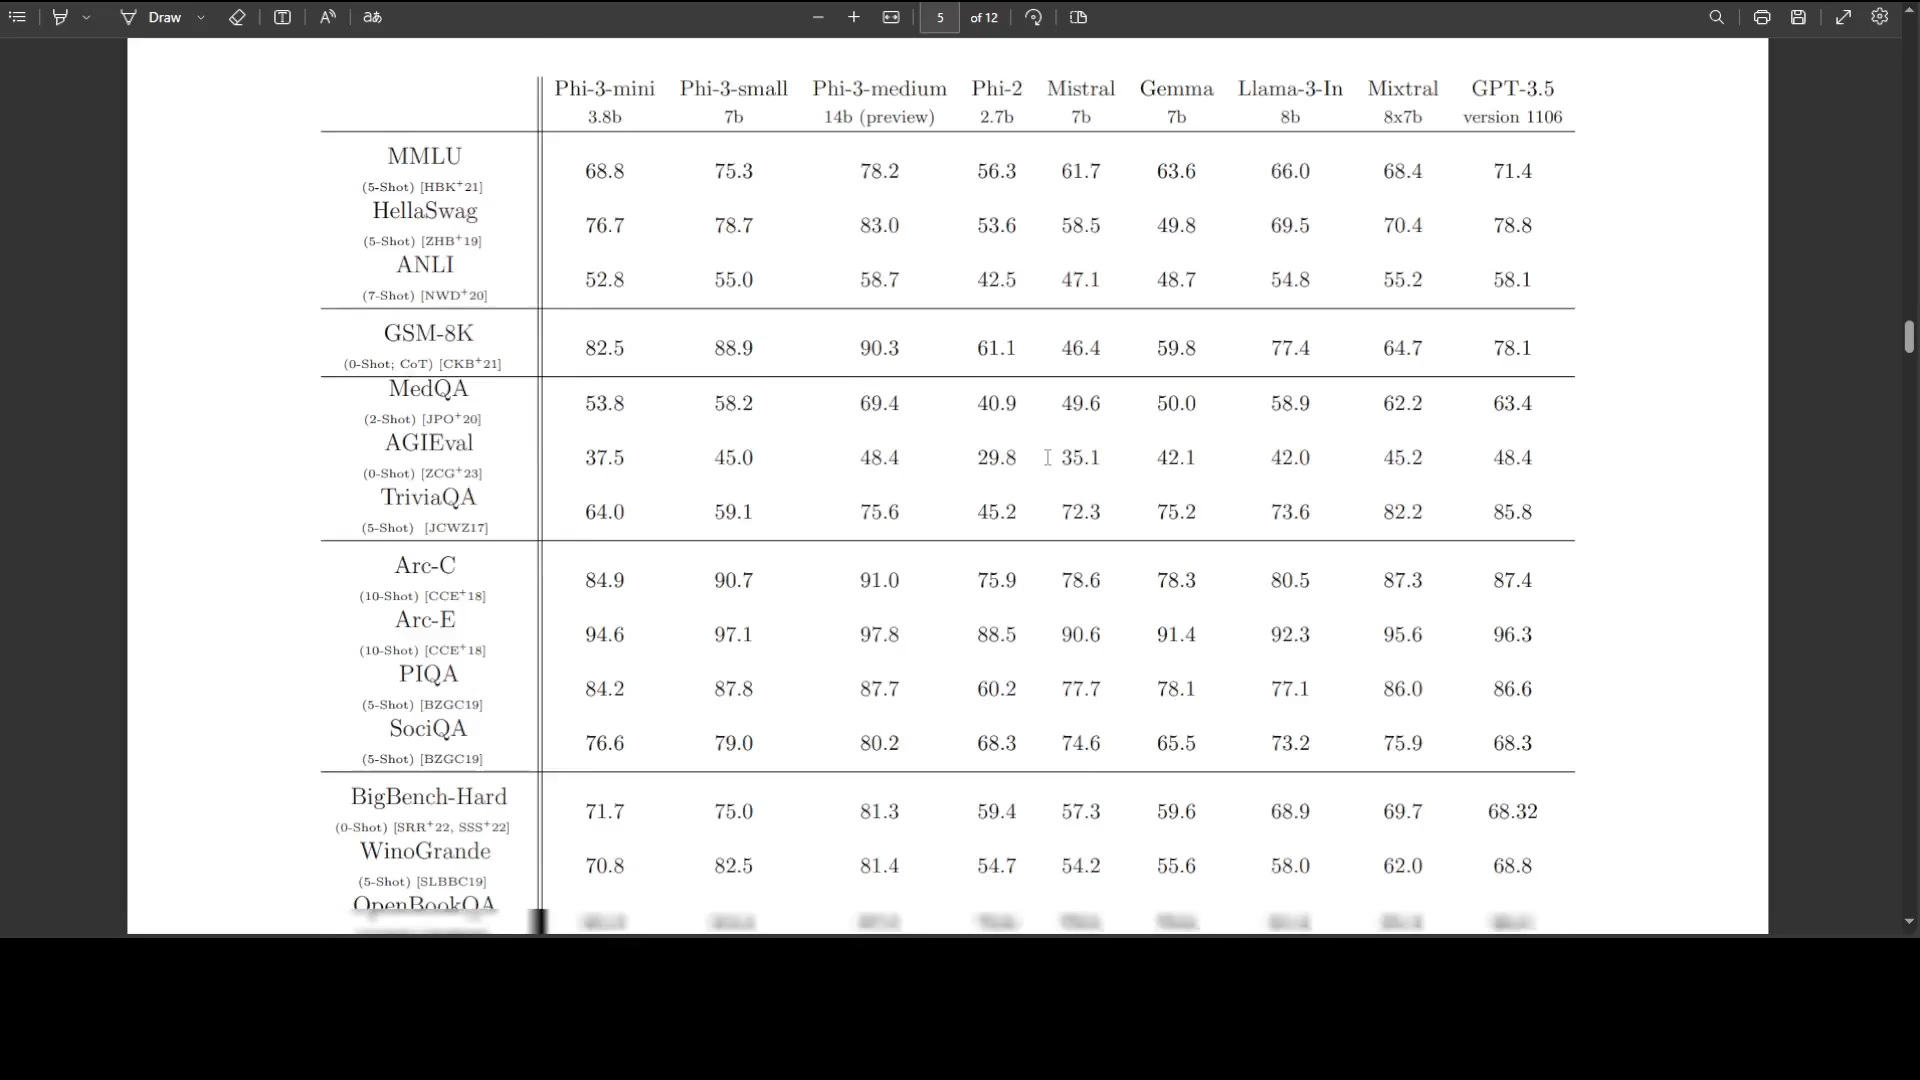 Draw
5 of 12
Phi-3-mini Phi-3-small Phi-3-medium Phi-2 Mistral Gemma Llama-3-In Mixtral GPT-3.5
3.8b 7b 14b (preview) 2.7b 7b 7b 8b 8x7b version 1106
MMLU
(5-Shot) [HBK+21] 68.8 75.3 78.2 56.3 61.7 63.6 66.0 68.4 71.4
HellaSwag
(5-Shot) [ZHB+19] 76.7 78.7 83.0 53.6 58.5 49.8 69.5 70.4 78.8
ANLI
(7-Shot) [NWD+20] 52.8 55.0 58.7 42.5 47.1 48.7 54.8 55.2 58.1
GSM-8K
(0-Shot; CoT) [CKB+21] 82.5 88.9 90.3 61.1 46.4 59.8 77.4 64.7 78.1
MedQA
(2-Shot) [JPO+20] 53.8 58.2 69.4 40.9 49.6 50.0 58.9 62.2 63.4
AGIEval
(0-Shot) [ZCG+23] 37.5 45.0 48.4 29.8 35.1 42.1 42.0 45.2 48.4
TriviaQA
(5-Shot) [JCWZ17] 64.0 59.1 75.6 45.2 72.3 75.2 73.6 82.2 85.8
Arc-C
(10-Shot) [CCE+18] 84.9 90.7 91.0 75.9 78.6 78.3 80.5 87.3 87.4
Arc-E
(10-Shot) [CCE+18] 94.6 97.1 97.8 88.5 90.6 91.4 92.3 95.6 96.3
PIQA
(5-Shot) [BZGC19] 84.2 87.8 87.7 60.2 77.7 78.1 77.1 86.0 86.6
SociQA
(5-Shot) [BZGC19] 76.6 79.0 80.2 68.3 74.6 65.5 73.2 75.9 68.3
BigBench-Hard
(0-Shot) [SRR+22, SSS+22] 71.7 75.0 81.3 59.4 57.3 59.6 68.9 69.7 68.32
WinoGrande
(5-Shot) [SLBBC19] 70.8 82.5 81.4 54.7 54.2 55.6 58.0 62.0 68.8
OpenBookQA